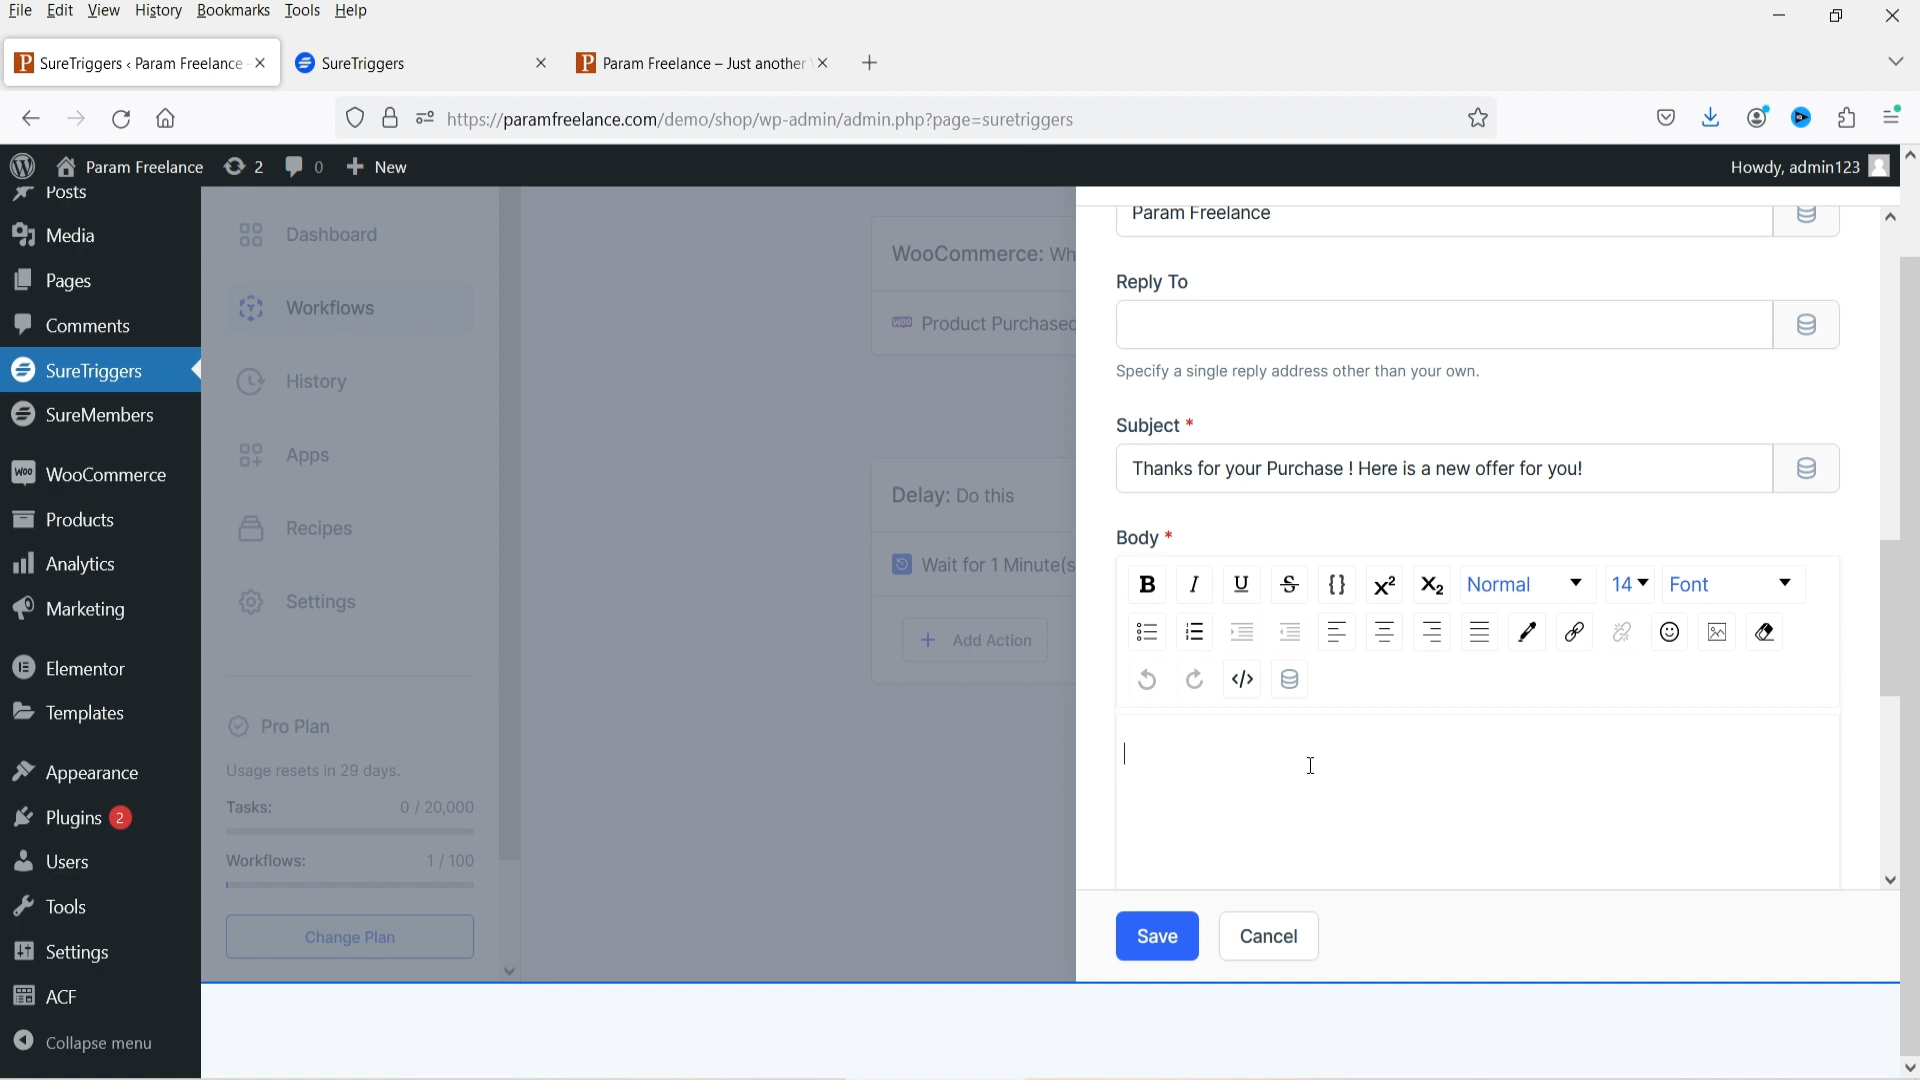 File Edit View History Bookmarks Tools Help
SureTriggers ‹ Param Freelance
SureTriggers
Param Freelance – Just another
https://paramfreelance.com/demo/shop/wp-admin/admin.php?page=suretriggers
Param Freelance 2 0 New
Howdy, admin123
Posts
Media
Pages
Comments
SureTriggers
SureMembers
WooCommerce
Products
Analytics
Marketing
Elementor
Templates
Appearance
Plugins 2
Users
Tools
Settings
ACF
Collapse menu
Dashboard
Workflows
History
Apps
Recipes
Settings
Pro Plan
Usage resets in 29 days.
Tasks: 0 / 20,000
Workflows: 1 / 100
Change Plan
WooCommerce: Wh
Product Purchased
Delay: Do this
Wait for 1 Minute(s
+ Add Action
Param Freelance
Reply To
Specify a single reply address other than your own.
Subject *
Thanks for your Purchase ! Here is a new offer for you!
Body *
B I U S {} X² X₂ Normal 14 Font
</>
Save Cancel